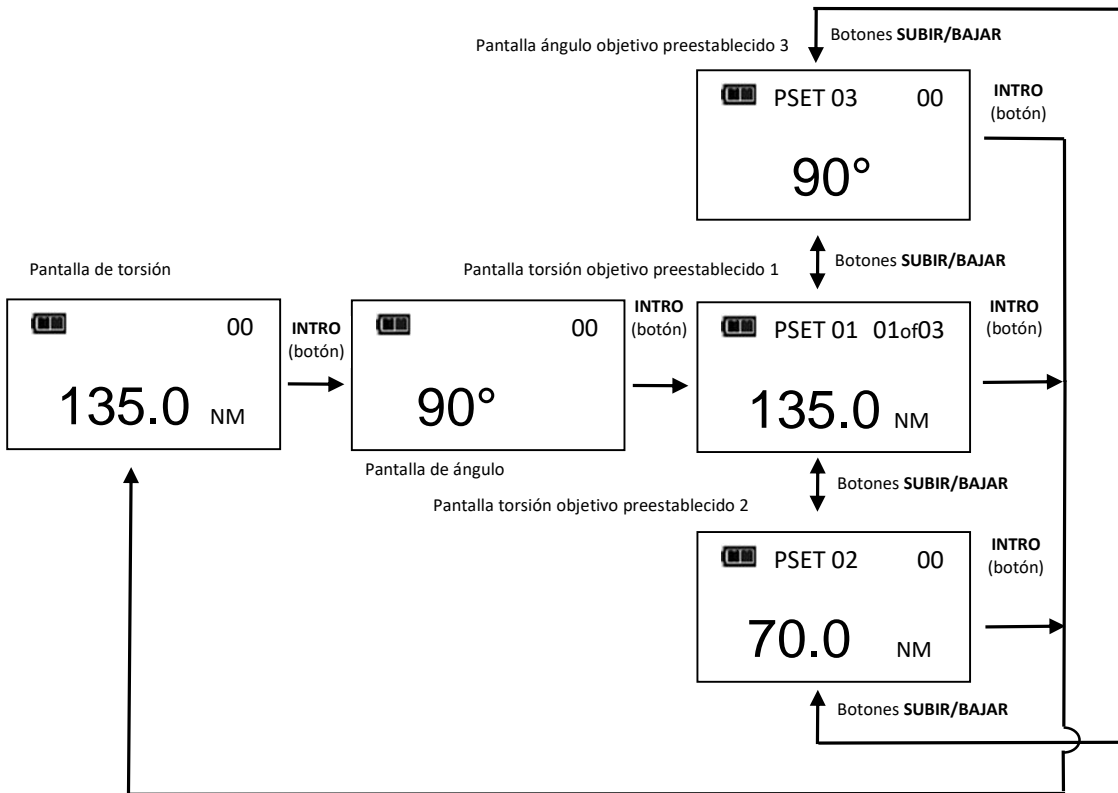 Botones SUBIR/BAJAR
Pantalla ángulo objetivo preestablecido 3
PSET 03 00
INTRO
(botón)
90°
Botones SUBIR/BAJAR
Pantalla de torsión
Pantalla torsión objetivo preestablecido 1
00
INTRO
(botón)
135.0 NM
00
INTRO
(botón)
90°
PSET 01 01of03
INTRO
(botón)
135.0 NM
Pantalla de ángulo
Botones SUBIR/BAJAR
Pantalla torsión objetivo preestablecido 2
PSET 02 00
INTRO
(botón)
70.0 NM
Botones SUBIR/BAJAR